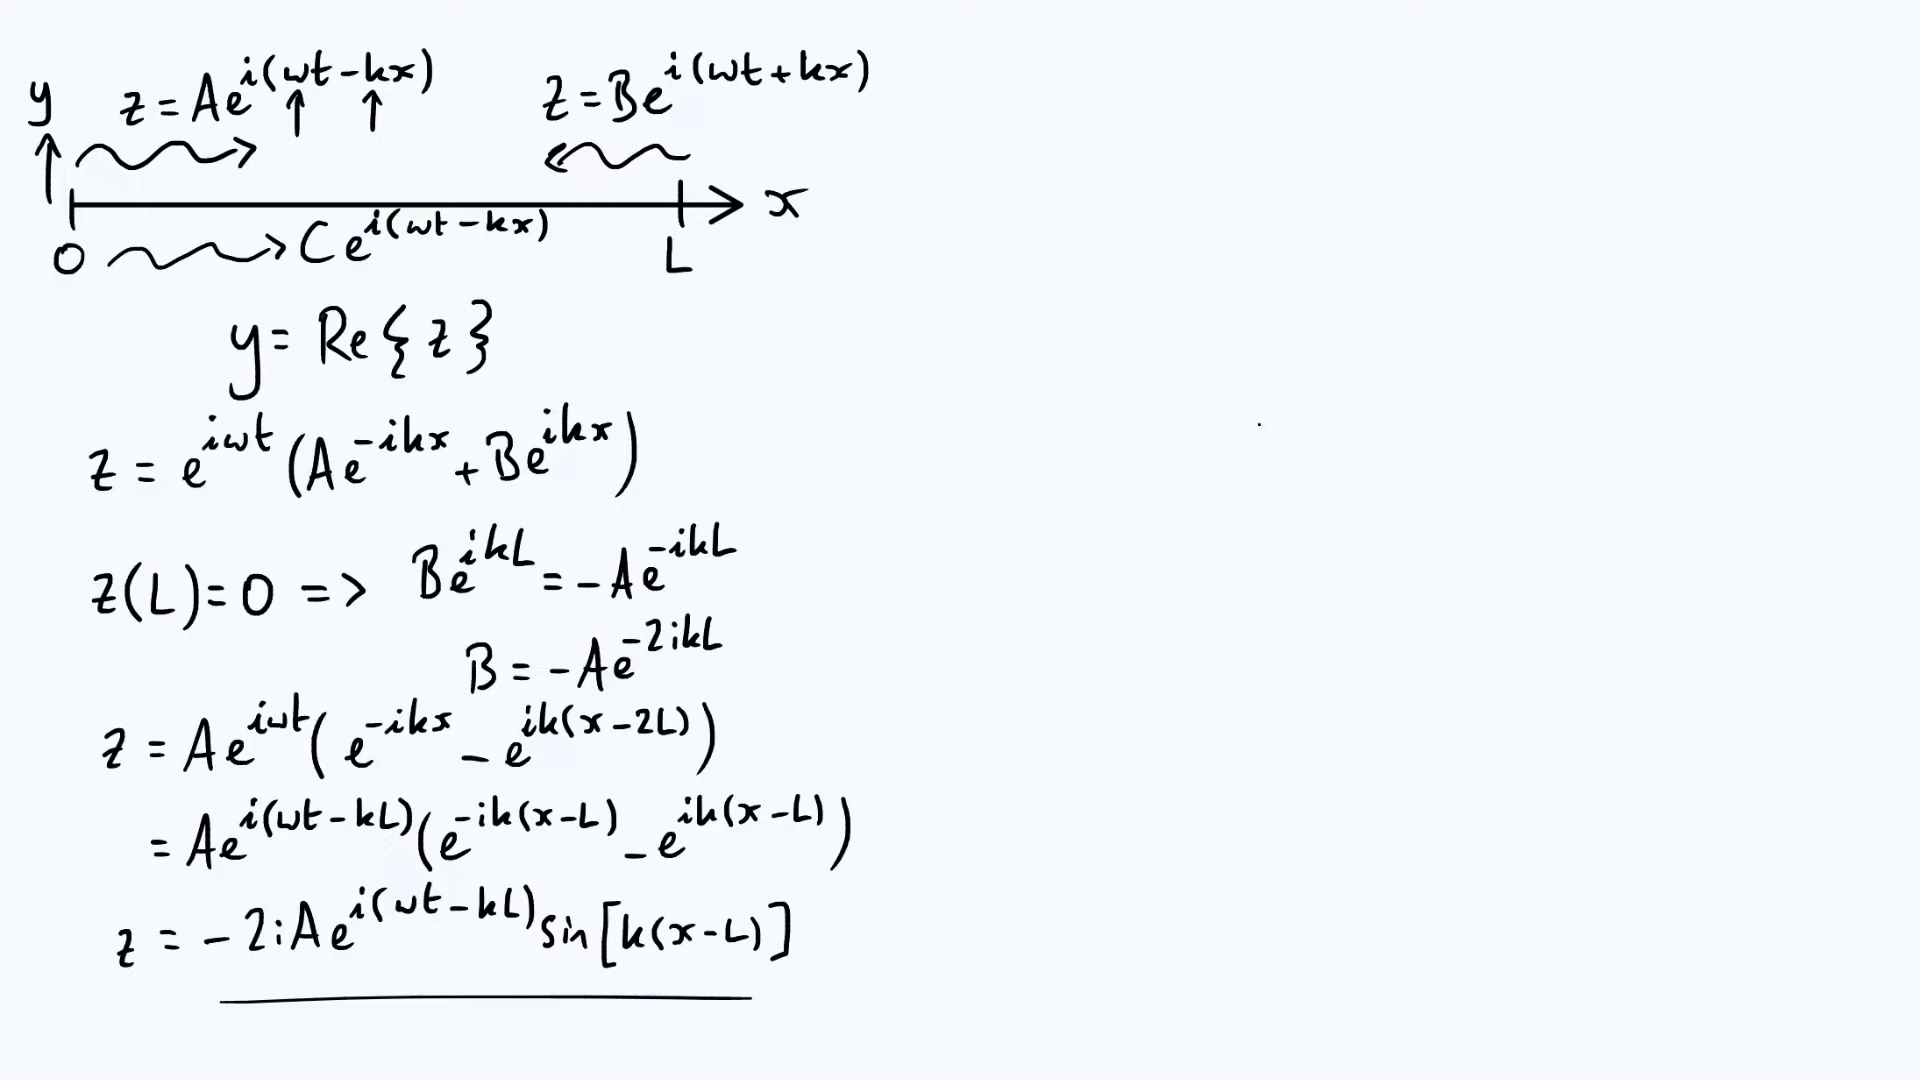 y z = Ae^{i(ωt-kx)} z = Be^{i(ωt+kx)}
x
0 Ce^{i(ωt-kx)} L
y = Re{z}
z = e^{iωt}(Ae^{-ikx} + Be^{ikx})
z(L)=0 => Be^{ikL} = -Ae^{-ikL}
B = -Ae^{-2ikL}
z = Ae^{iωt}(e^{-ikx} - e^{ik(x-2L)})
= Ae^{i(ωt-kL)}(e^{-ik(x-L)} - e^{ik(x-L)})
z = -2iAe^{i(ωt-kL)} sin[k(x-L)]